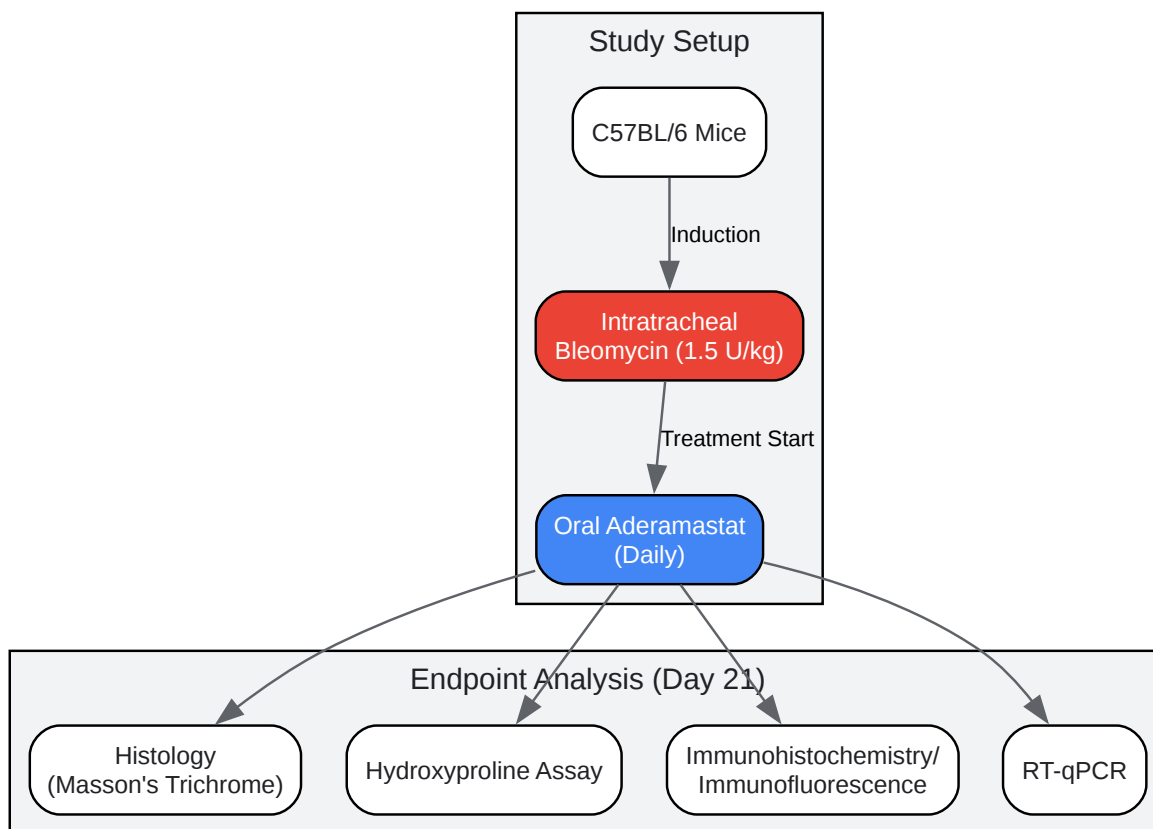 Study Setup
C57BL/6 Mice
Induction
Intratracheal
Bleomycin (1.5 U/kg)
Treatment Start
Oral Aderamastat
(Daily)
Endpoint Analysis (Day 21)
Histology
(Masson's Trichrome)
Hydroxyproline Assay
Immunohistochemistry/
Immunofluorescence
RT-qPCR